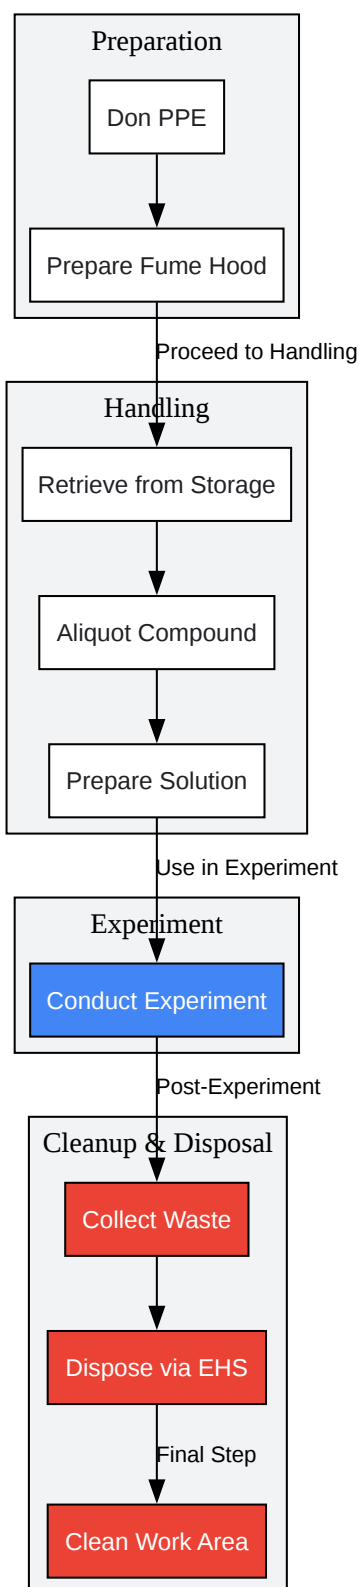 Preparation
Don PPE
Prepare Fume Hood
Proceed to Handling
Handling
Retrieve from Storage
Aliquot Compound
Prepare Solution
Use in Experiment
Experiment
Conduct Experiment
Post-Experiment
Cleanup & Disposal
Collect Waste
Dispose via EHS
Final Step
Clean Work Area